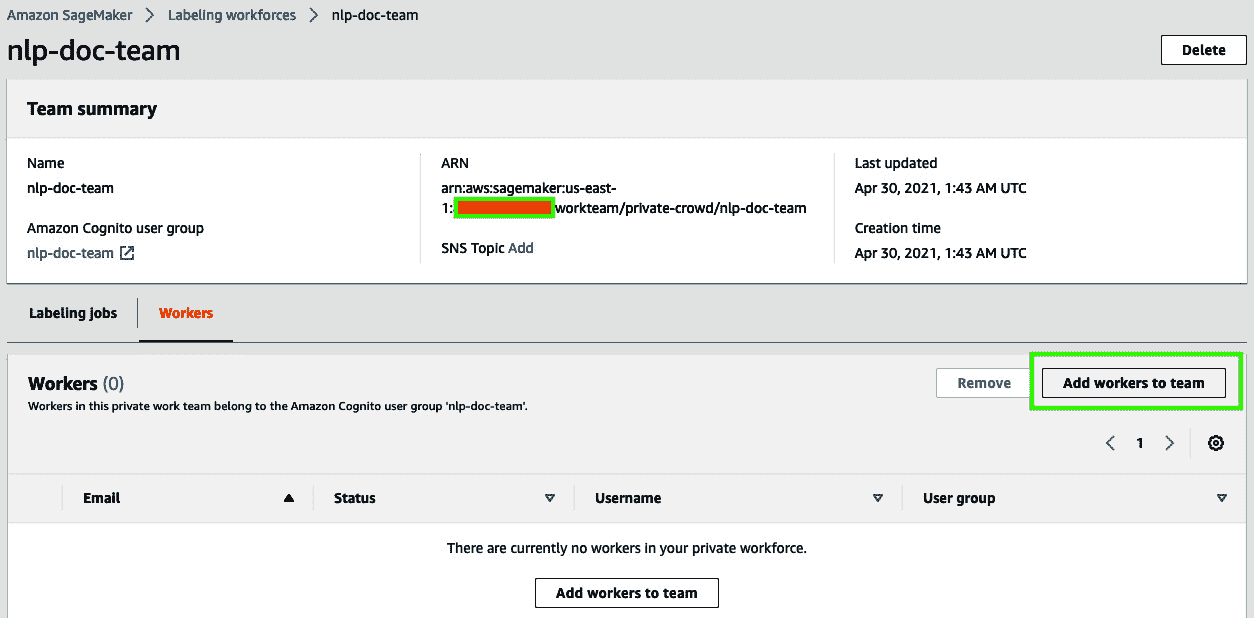 Amazon SageMaker > Labeling workforces > nlp-doc-team
nlp-doc-team
Delete
Team summary
Name
nlp-doc-team
Amazon Cognito user group
nlp-doc-team
ARN
arn:aws:sagemaker:us-east-
1: workteam/private-crowd/nlp-doc-team
SNS Topic Add
Last updated
Apr 30, 2021, 1:43 AM UTC
Creation time
Apr 30, 2021, 1:43 AM UTC
Labeling jobs
Workers
Workers (0)
Workers in this private work team belong to the Amazon Cognito user group 'nlp-doc-team'.
Remove
Add workers to team
< 1 >
Email
Status
Username
User group
There are currently no workers in your private workforce.
Add workers to team